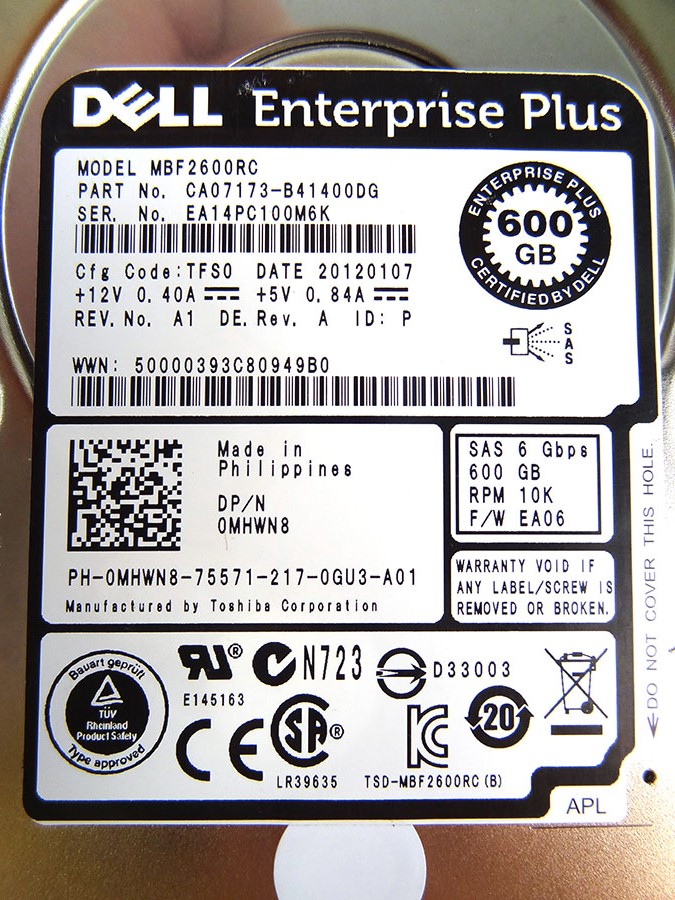 DELL Enterprise Plus
MODEL MBF2600RC
PART No. CA07173-B41400DG
SER. No. EA14PC100M6K
Cfg Code:TFS0 DATE 20120107
+12V 0.40A +5V 0.84A
REV.No. A1 DE.Rev. A ID: P
WWN: 50000393C80949B0
ENTERPRISE PLUS
600
GB
CERTIFIED BY DELL
SAS
Made in
Philippines
DP/N
0MHWN8
PH-0MHWN8-75571-217-0GU3-A01
Manufactured by Toshiba Corporation
SAS 6 Gbps
600 GB
RPM 10K
F/W EA06
WARRANTY VOID IF
ANY LABEL/SCREW IS
REMOVED OR BROKEN.
DO NOT COVER THIS HOLE.
Bauart geprüft
TÜV
Rheinland
Product Safety
Type approved
RU®
E145163
N723
D33003
CE
SA®
LR39635
KC
TSD-MBF2600RC(B)
20
APL